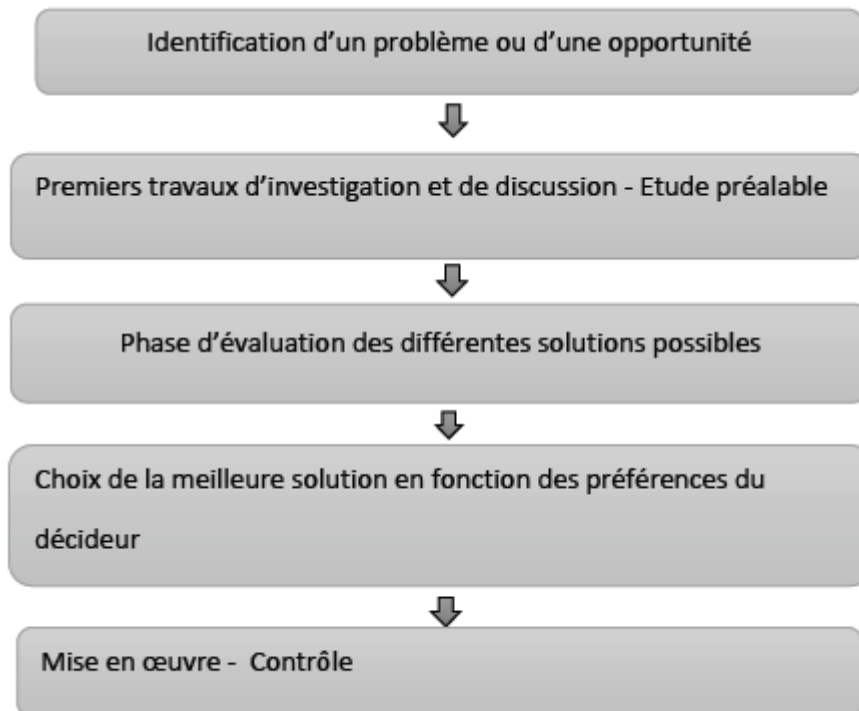 Identification d’un problème ou d’une opportunité
Premiers travaux d’investigation et de discussion - Etude préalable
Phase d’évaluation des différentes solutions possibles
Choix de la meilleure solution en fonction des préférences du
décideur
Mise en œuvre - Contrôle